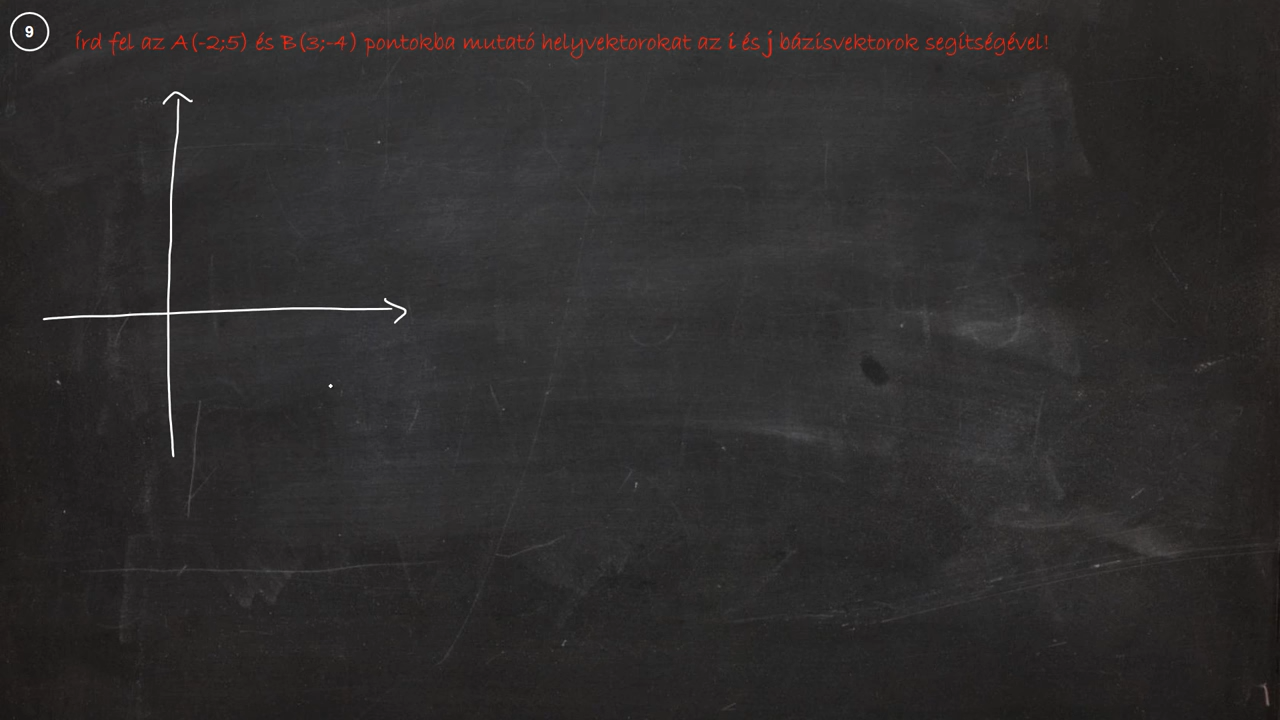 9
Írd fel az A(-2;5) és B(3;-4) pontokba mutató helyvektorokat az i és j bázisvektorok segítségével!